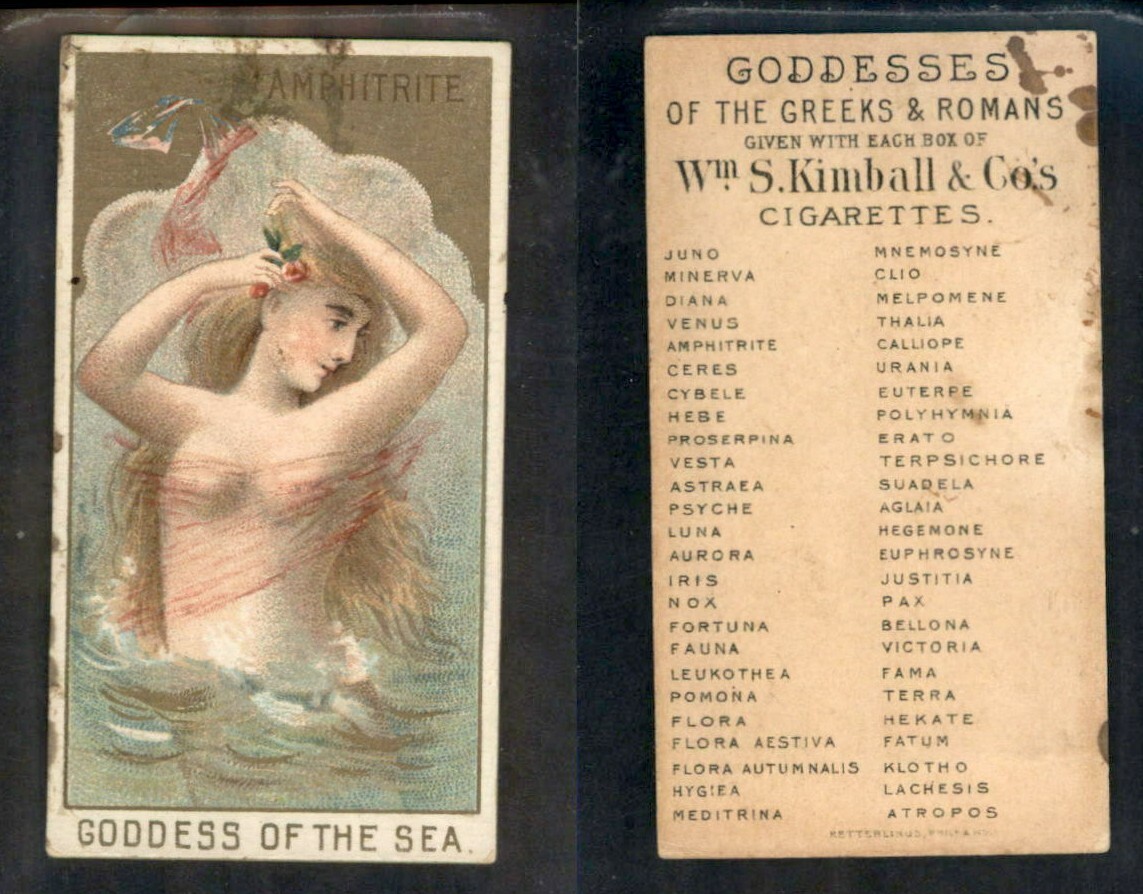 AMPHITRITE
GODDESS OF THE SEA.
GODDESSES
OF THE GREEKS & ROMANS
GIVEN WITH EACH BOX OF
Wm S. Kimball & Co's
CIGARETTES.
JUNO
MINERVA
DIANA
VENUS
AMPHITRITE
CERES
CYBELE
HEBE
PROSERPINA
VESTA
ASTRAEA
PSYCHE
LUNA
AURORA
IRIS
NOX
FORTUNA
FAUNA
LEUKOTHEA
POMONA
FLORA
FLORA AESTIVA
FLORA AUTUMNALIS
HYGIEA
MEDITRINA
MNEMOSYNE
CLIO
MELPOMENE
THALIA
CALLIOPE
URANIA
EUTERPE
POLYHYMNIA
ERATO
TERPSICHORE
SUADELA
AGLAIA
HEGEMONE
EUPHROSYNE
JUSTITIA
PAX
BELLONA
VICTORIA
FAMA
TERRA
HEKATE
FATUM
KLOTHO
LACHESIS
ATROPOS
KETTERLINUS,